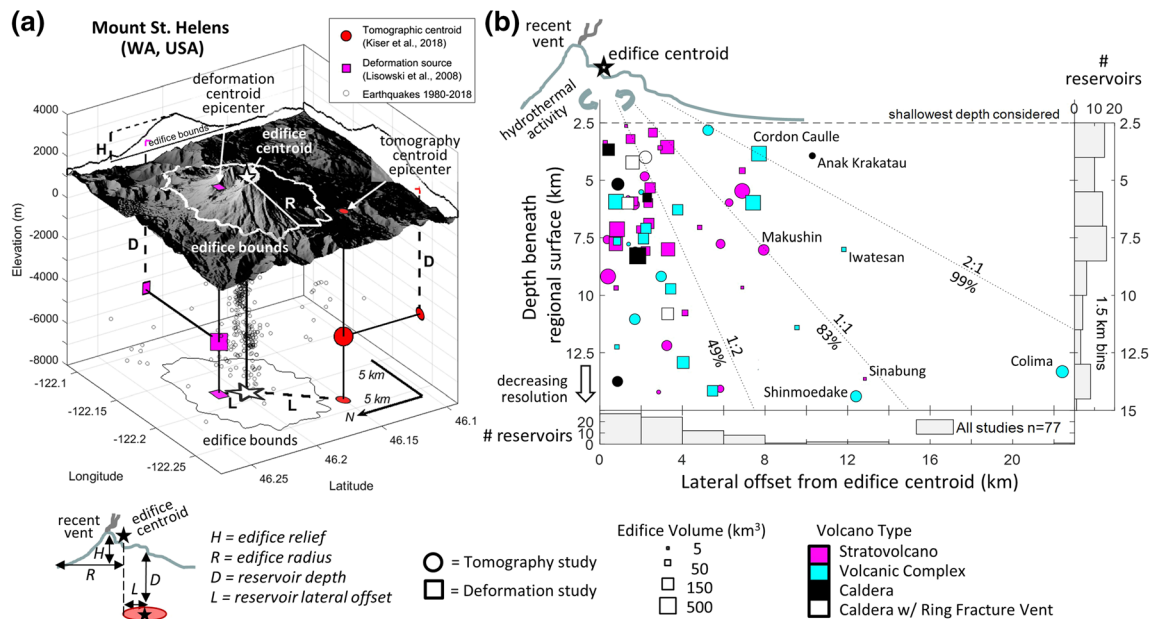 (a)
Mount St. Helens
(WA, USA)
Tomographic centroid
(Kiser et al., 2018)
Deformation source
(Lisowski et al., 2008)
Earthquakes 1980-2018
deformation
centroid
epicenter
edifice
centroid
tomography
centroid
epicenter
edifice bounds
H
R
edifice bounds
D
D
Elevation (m)
4000
2000
0
-2000
-4000
-6000
-8000
L
L
edifice bounds
5 km
5 km
N
-122.1
-122.15
-122.2
-122.25
Longitude
46.25
46.2
46.15
46.1
Latitude
recent
vent
edifice
centroid
H
R
D
L
H = edifice relief
R = edifice radius
D = reservoir depth
L = reservoir lateral offset
= Tomography study
= Deformation study
(b)
recent
vent
edifice centroid
hydrothermal
activity
#
reservoirs
0 10 20
shallowest depth considered
2.5
5
7.5
10
12.5
Depth beneath
regional surface (km)
decreasing
resolution
Cordon Caulle
Anak Krakatau
Makushin
Iwatesan
Sinabung
Shinmoedake
Colima
1:2
49%
1:1
83%
2:1
99%
2.5
5
7.5
10
12.5
15
1.5 km bins
# reservoirs
20
10
0
All studies n=77
0 4 8 12 16 20
Lateral offset from edifice centroid (km)
Edifice Volume (km³)
5
50
150
500
Volcano Type
Stratovolcano
Volcanic Complex
Caldera
Caldera w/ Ring Fracture Vent